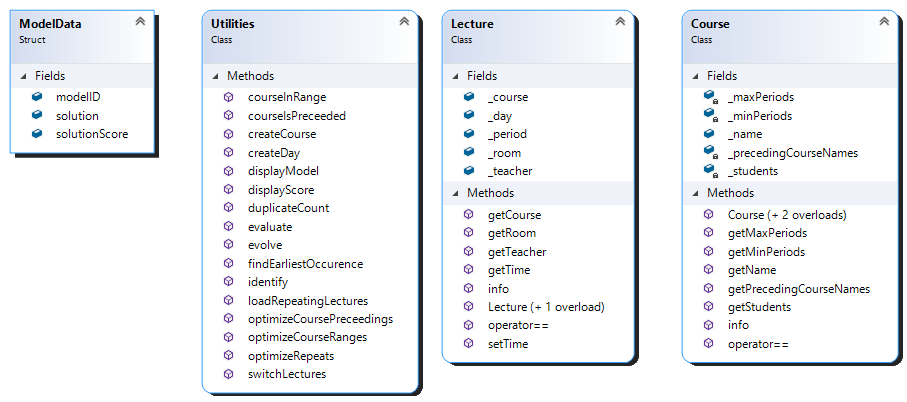 ModelData
Struct
Fields
modelID
solution
solutionScore
Utilities
Class
Methods
courseInRange
courseIsPreceeded
createCourse
createDay
displayModel
displayScore
duplicateCount
evaluate
evolve
findEarliestOccurence
identify
loadRepeatingLectures
optimizeCoursePreceedings
optimizeCourseRanges
optimizeRepeats
switchLectures
Lecture
Class
Fields
_course
_day
_period
_room
_teacher
Methods
getCourse
getRoom
getTeacher
getTime
info
Lecture (+ 1 overload)
operator==
setTime
Course
Class
Fields
_maxPeriods
_minPeriods
_name
_precedingCourseNames
_students
Methods
Course (+ 2 overloads)
getMaxPeriods
getMinPeriods
getName
getPrecedingCourseNames
getStudents
info
operator==